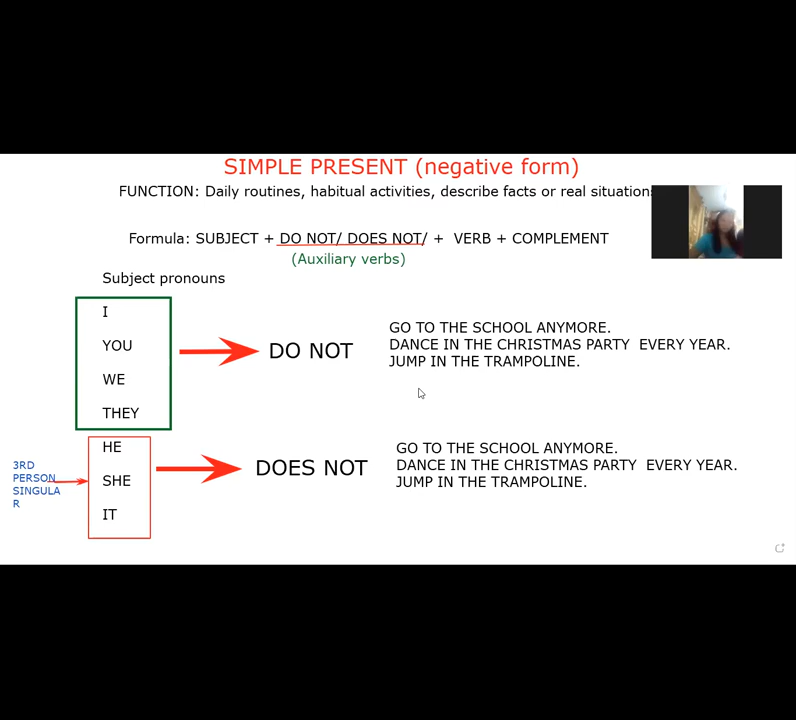 SIMPLE PRESENT (negative form)
FUNCTION: Daily routines, habitual activities, describe facts or real situation
Formula: SUBJECT + DO NOT/ DOES NOT/ + VERB + COMPLEMENT
(Auxiliary verbs)
Subject pronouns
I
YOU
WE
THEY
DO NOT
GO TO THE SCHOOL ANYMORE.
DANCE IN THE CHRISTMAS PARTY EVERY YEAR.
JUMP IN THE TRAMPOLINE.
3RD
PERSON
SINGULA
R
HE
SHE
IT
DOES NOT
GO TO THE SCHOOL ANYMORE.
DANCE IN THE CHRISTMAS PARTY EVERY YEAR.
JUMP IN THE TRAMPOLINE.